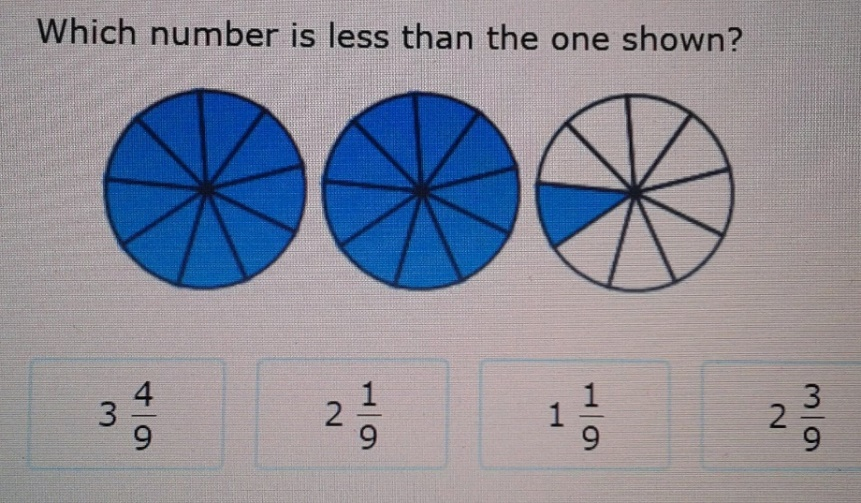 Which number is less than the one shown?
3 4/9 2 1/9 1 1/9 2 3/9